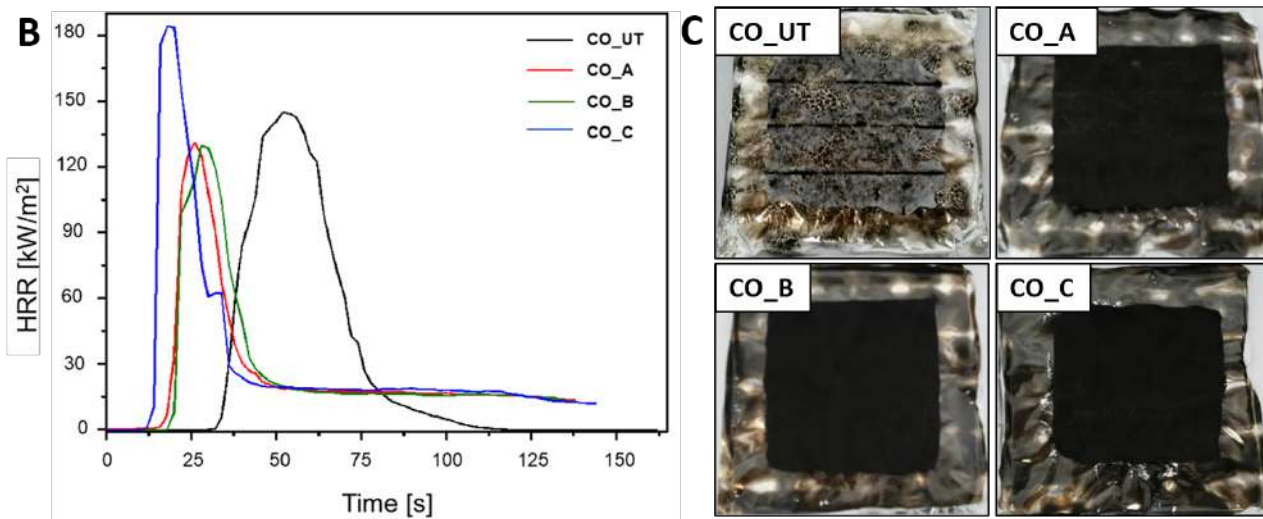 B
180
150
120
90
60
30
0
HRR [kW/m²]
0 25 50 75 100 125 150
Time [s]
CO_UT
CO_A
CO_B
CO_C
C
CO_UT
CO_A
CO_B
CO_C